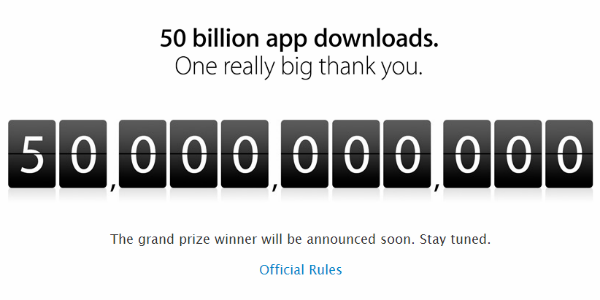 50 billion app downloads.
One really big thank you.
50,000,000,000
The grand prize winner will be announced soon. Stay tuned.
Official Rules